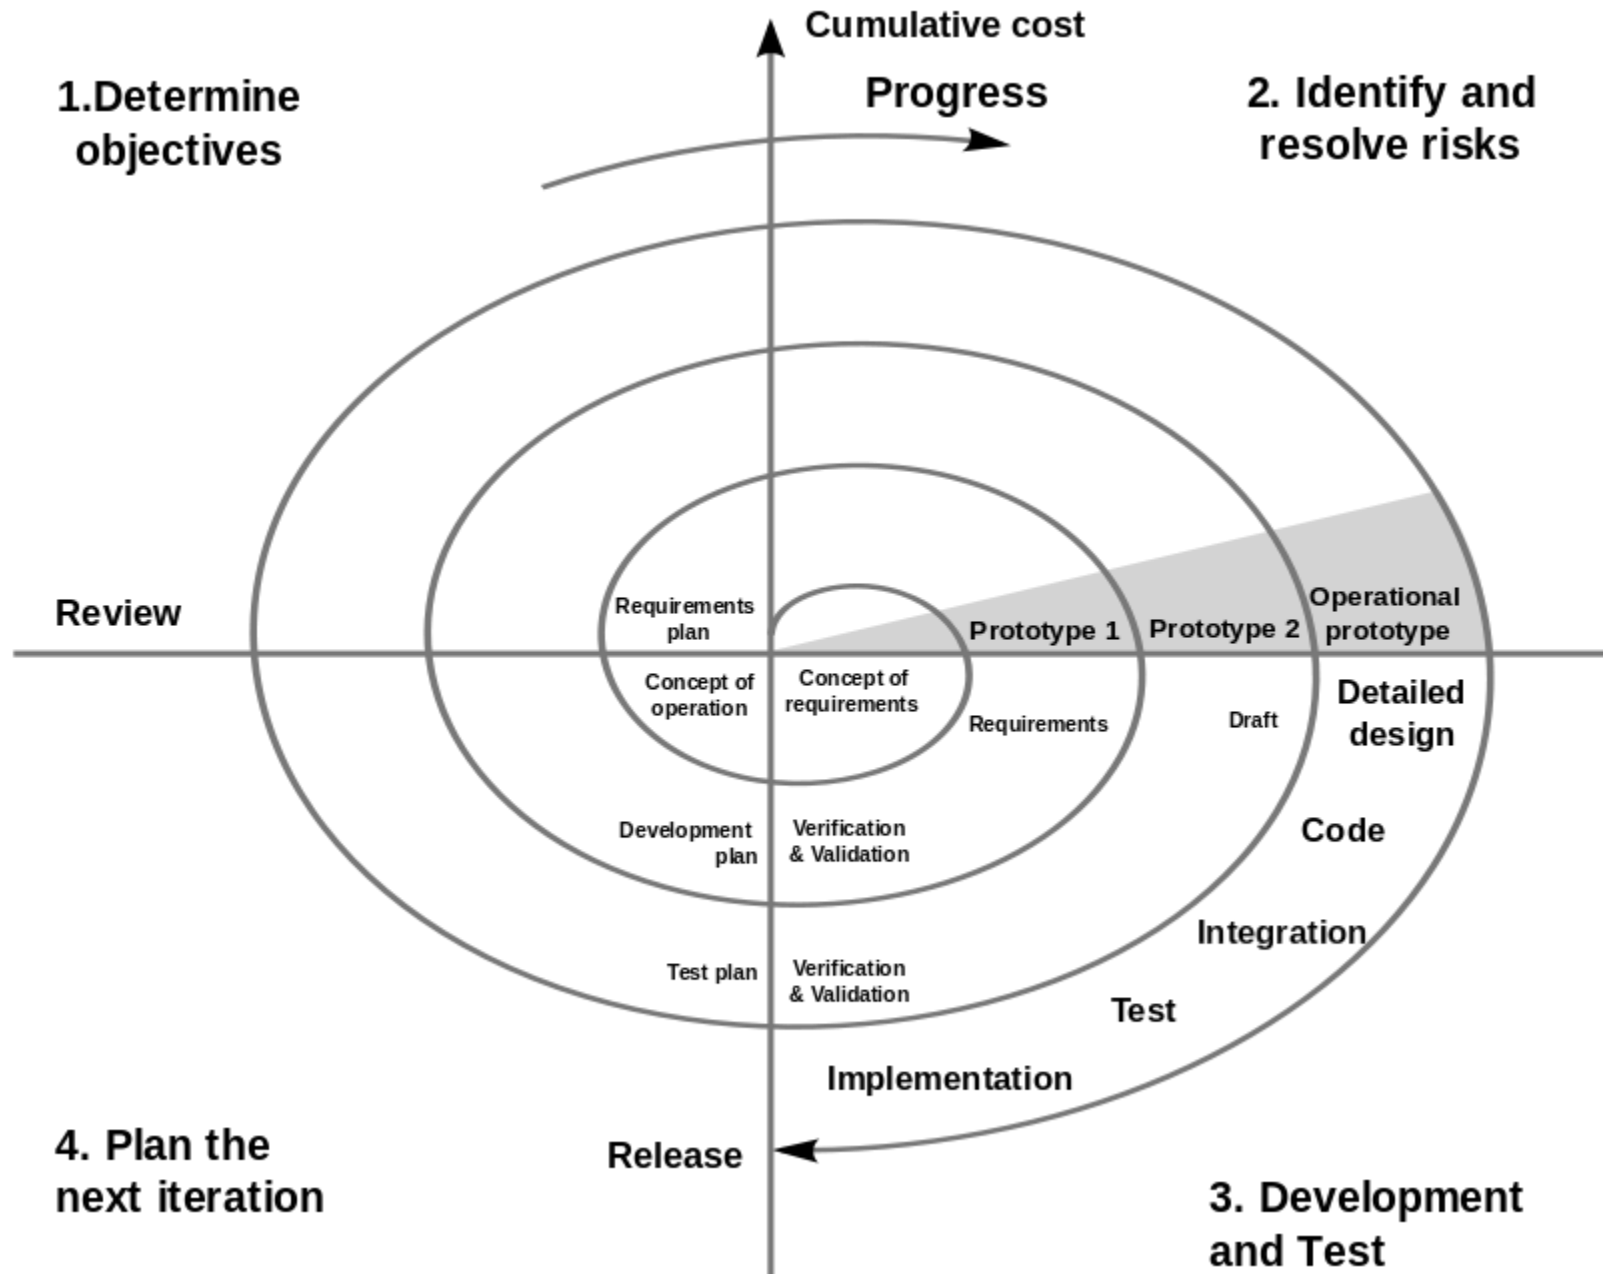 Cumulative cost
Progress
1.Determine
objectives
2. Identify and
resolve risks
Review
Requirements
plan
Prototype 1
Prototype 2
Operational
prototype
Concept of
operation
Concept of
requirements
Requirements
Draft
Detailed
design
Development
plan
Verification
& Validation
Code
Integration
Test plan
Verification
& Validation
Test
Implementation
Release
4. Plan the
next iteration
3. Development
and Test